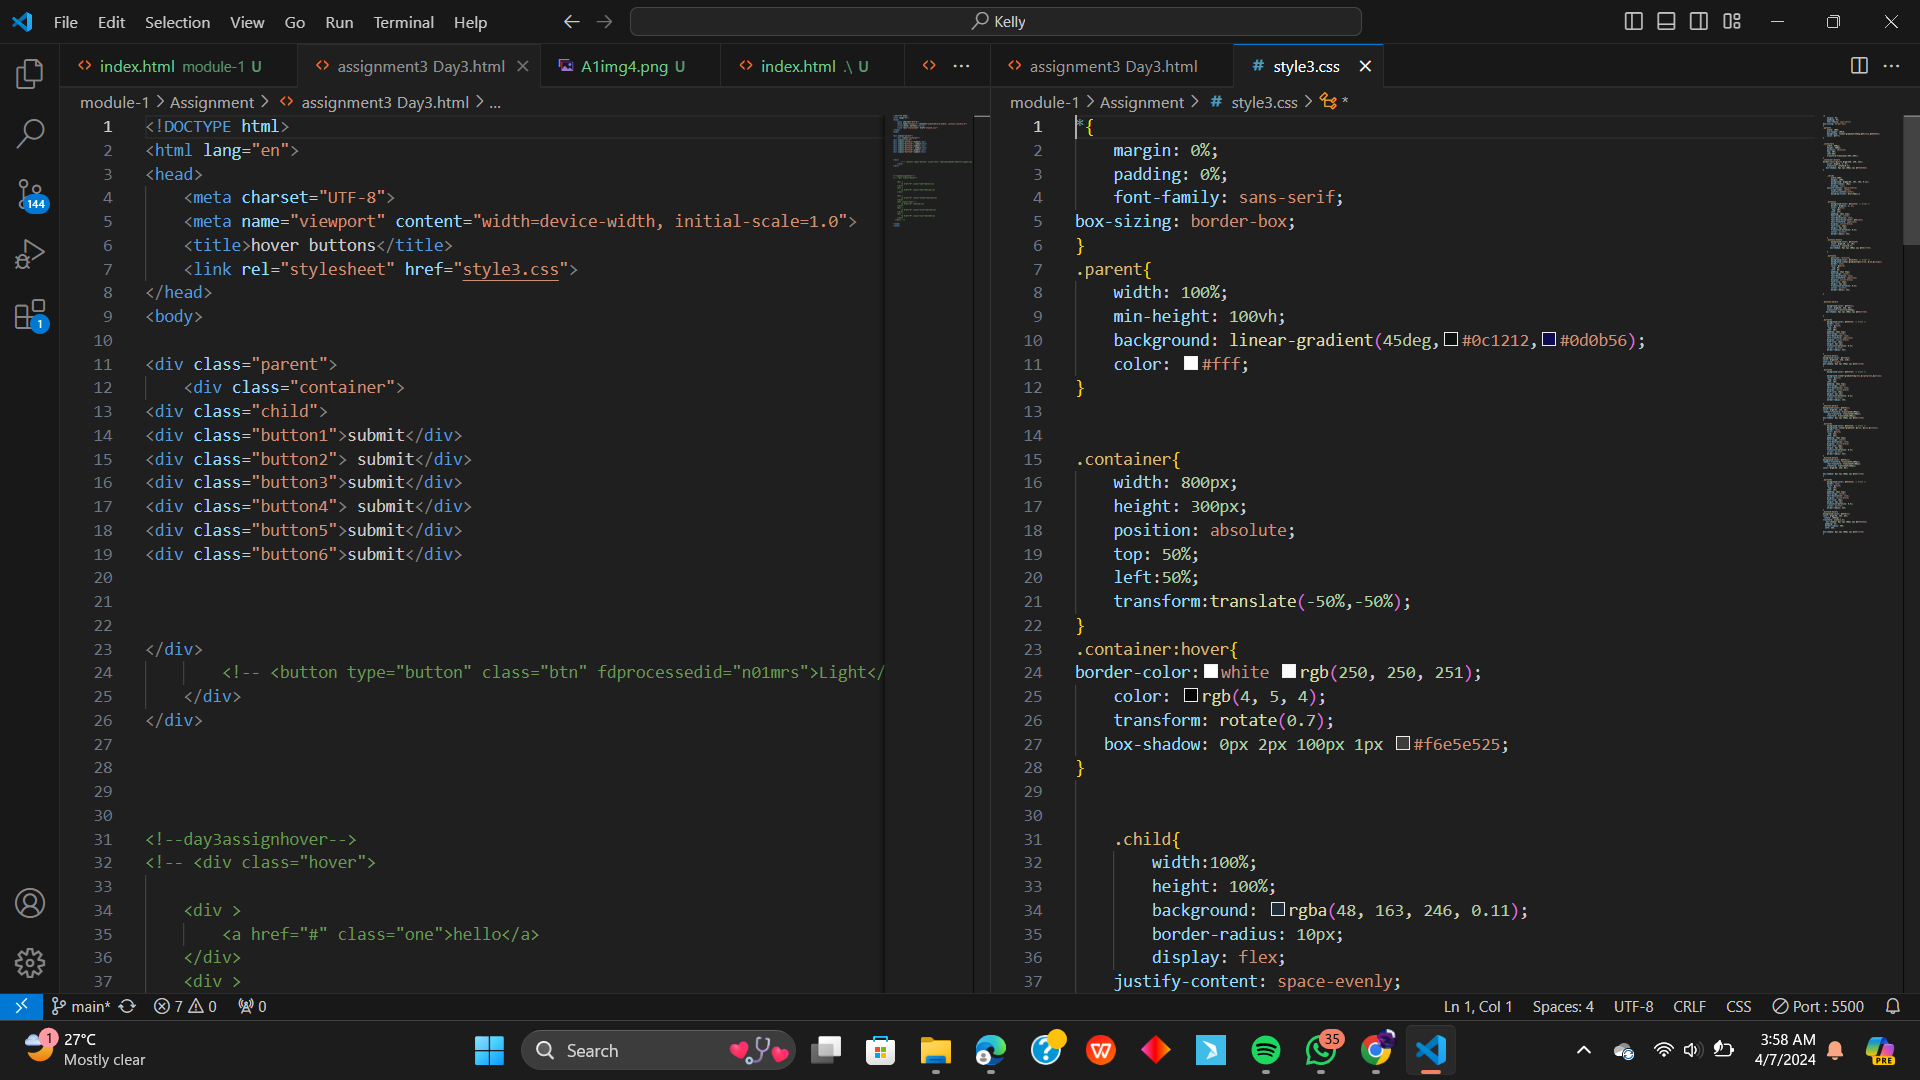 File Edit Selection View Go Run Terminal Help
Kelly
index.html module-1 U
assignment3 Day3.html
A1img4.png U
index.html .\ U
assignment3 Day3.html
style3.css
module-1 > Assignment > assignment3 Day3.html > ...
1 <!DOCTYPE html>
2 <html lang="en">
3 <head>
4 <meta charset="UTF-8">
5 <meta name="viewport" content="width=device-width, initial-scale=1.0">
6 <title>hover buttons</title>
7 <link rel="stylesheet" href="style3.css">
8 </head>
9 <body>
10
11 <div class="parent">
12 <div class="container">
13 <div class="child">
14 <div class="button1">submit</div>
15 <div class="button2"> submit</div>
16 <div class="button3">submit</div>
17 <div class="button4"> submit</div>
18 <div class="button5">submit</div>
19 <div class="button6">submit</div>
20
21
22
23 </div>
24 <!-- <button type="button" class="btn" fdprocessedid="n01mrs">Light</
25 </div>
26 </div>
27
28
29
30
31 <!--day3assignhover-->
32 <!-- <div class="hover">
33
34 <div >
35 <a href="#" class="one">hello</a>
36 </div>
37 <div >
module-1 > Assignment > # style3.css > *
1 *{
2 margin: 0%;
3 padding: 0%;
4 font-family: sans-serif;
5 box-sizing: border-box;
6 }
7 .parent{
8 width: 100%;
9 min-height: 100vh;
10 background: linear-gradient(45deg,#0c1212,#0d0b56);
11 color: #fff;
12 }
13
14
15 .container{
16 width: 800px;
17 height: 300px;
18 position: absolute;
19 top: 50%;
20 left:50%;
21 transform:translate(-50%,-50%);
22 }
23 .container:hover{
24 border-color:white rgb(250, 250, 251);
25 color: rgb(4, 5, 4);
26 transform: rotate(0.7);
27 box-shadow: 0px 2px 100px 1px #f6e5e525;
28 }
29
30
31 .child{
32 width:100%;
33 height: 100%;
34 background: rgba(48, 163, 246, 0.11);
35 border-radius: 10px;
36 display: flex;
37 justify-content: space-evenly;
144
1
main* 7 0 0
Ln 1, Col 1 Spaces: 4 UTF-8 CRLF CSS Port : 5500
1
27°C
Mostly clear
Search
35
3:58 AM
4/7/2024
PRE